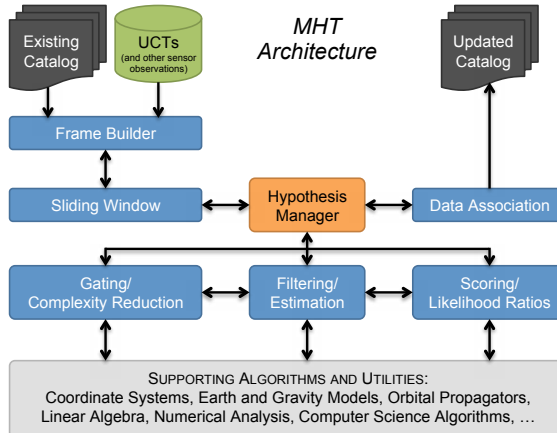 Existing
Catalog
UCTs
(and other sensor
observations)
MHT
Architecture
Updated
Catalog
Frame Builder
Sliding Window
Hypothesis
Manager
Data Association
Gating/
Complexity Reduction
Filtering/
Estimation
Scoring/
Likelihood Ratios
SUPPORTING ALGORITHMS AND UTILITIES:
Coordinate Systems, Earth and Gravity Models, Orbital Propagators,
Linear Algebra, Numerical Analysis, Computer Science Algorithms, …